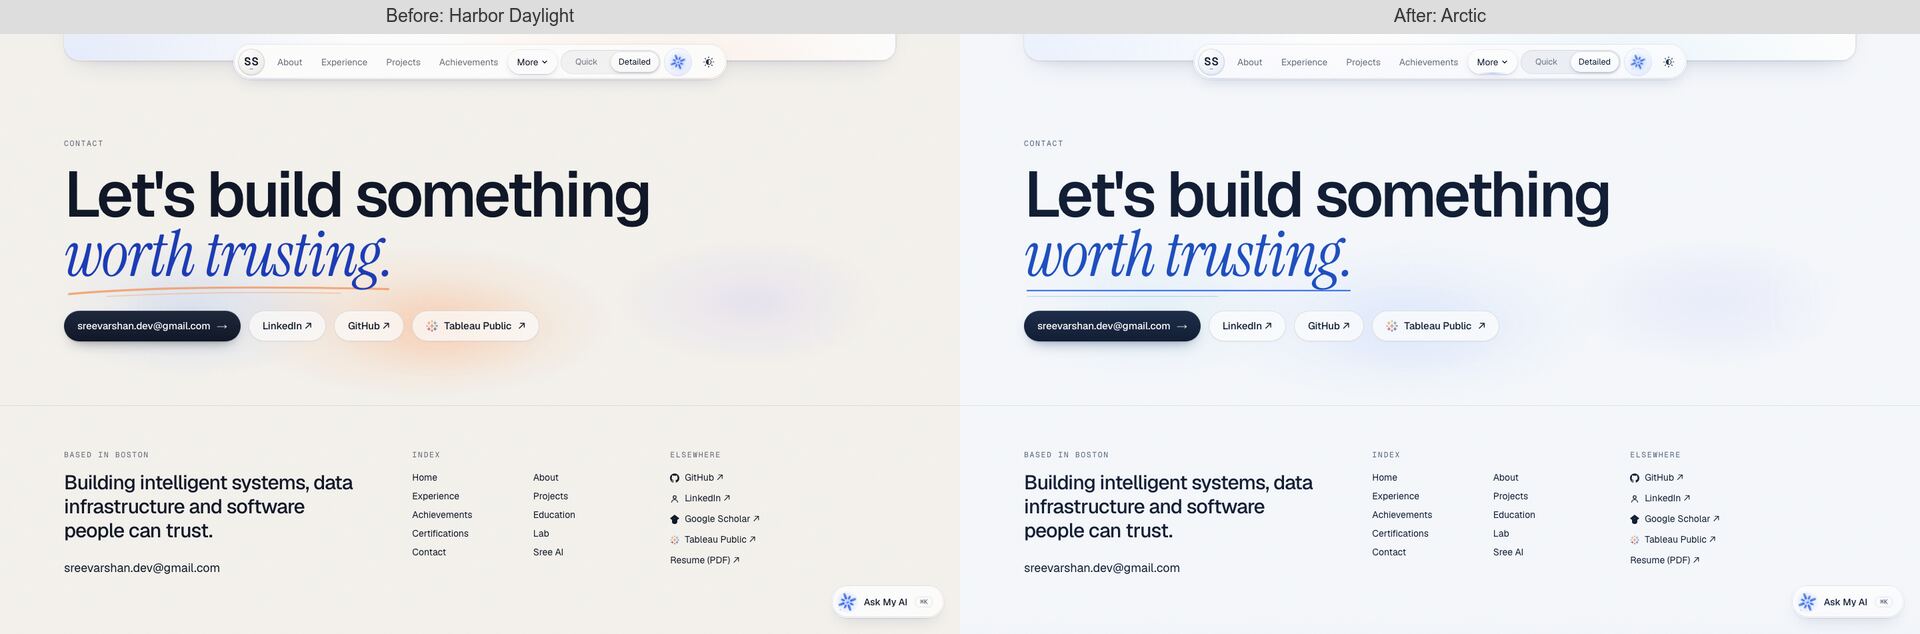 Before: Harbor Daylight
SS About Experience Projects Achievements More Quick Detailed
CONTACT
Let's build something
worth trusting.
sreevarshan.dev@gmail.com → LinkedIn ↗ GitHub ↗ Tableau Public ↗
BASED IN BOSTON
Building intelligent systems, data
infrastructure and software
people can trust.
sreevarshan.dev@gmail.com
INDEX
Home About
Experience Projects
Achievements Education
Certifications Lab
Contact Sree AI
ELSEWHERE
GitHub ↗
LinkedIn ↗
Google Scholar ↗
Tableau Public ↗
Resume (PDF) ↗
Ask My AI ⌘K
After: Arctic
SS About Experience Projects Achievements More Quick Detailed
CONTACT
Let's build something
worth trusting.
sreevarshan.dev@gmail.com → LinkedIn ↗ GitHub ↗ Tableau Public ↗
BASED IN BOSTON
Building intelligent systems, data
infrastructure and software
people can trust.
sreevarshan.dev@gmail.com
INDEX
Home About
Experience Projects
Achievements Education
Certifications Lab
Contact Sree AI
ELSEWHERE
GitHub ↗
LinkedIn ↗
Google Scholar ↗
Tableau Public ↗
Resume (PDF) ↗
Ask My AI ⌘K